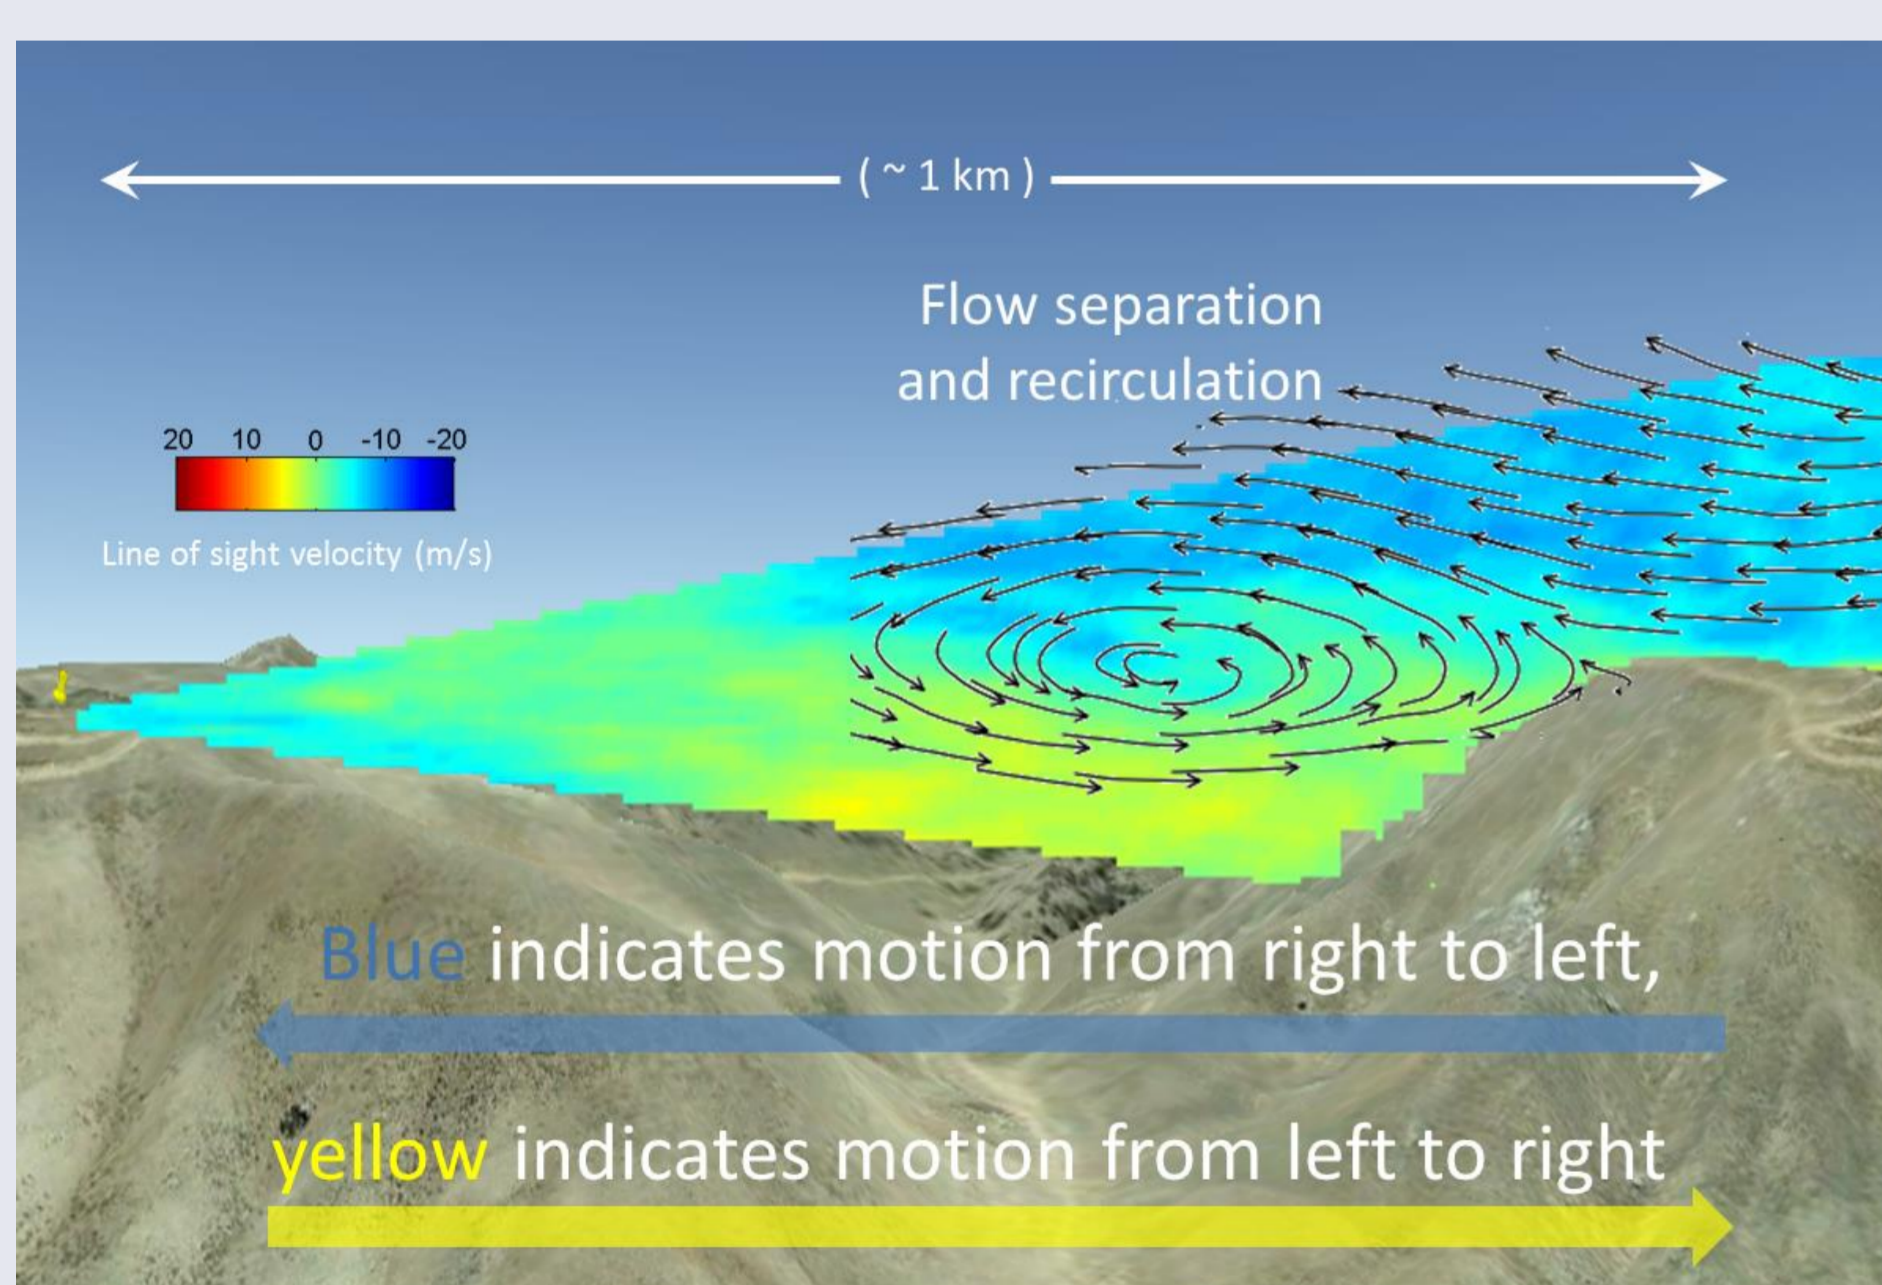 ( ~ 1 km )
Flow separation
and recirculation
20 10 0 -10 -20
Line of sight velocity (m/s)
Blue indicates motion from right to left,
yellow indicates motion from left to right